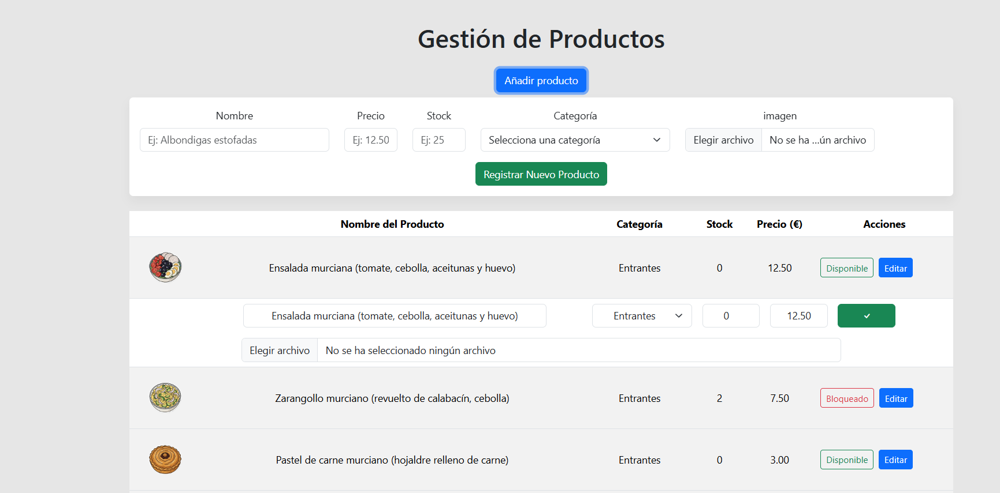 Gestión de Productos
Añadir producto
Nombre Precio Stock Categoría imagen
Ej: Albondigas estofadas Ej: 12.50 Ej: 25 Selecciona una categoría Elegir archivo No se ha ...ún archivo
Registrar Nuevo Producto
Nombre del Producto Categoría Stock Precio (€) Acciones
Ensalada murciana (tomate, cebolla, aceitunas y huevo) Entrantes 0 12.50 Disponible Editar
Ensalada murciana (tomate, cebolla, aceitunas y huevo) Entrantes 0 12.50
Elegir archivo No se ha seleccionado ningún archivo
Zarangollo murciano (revuelto de calabacín, cebolla) Entrantes 2 7.50 Bloqueado Editar
Pastel de carne murciano (hojaldre relleno de carne) Entrantes 0 3.00 Disponible Editar